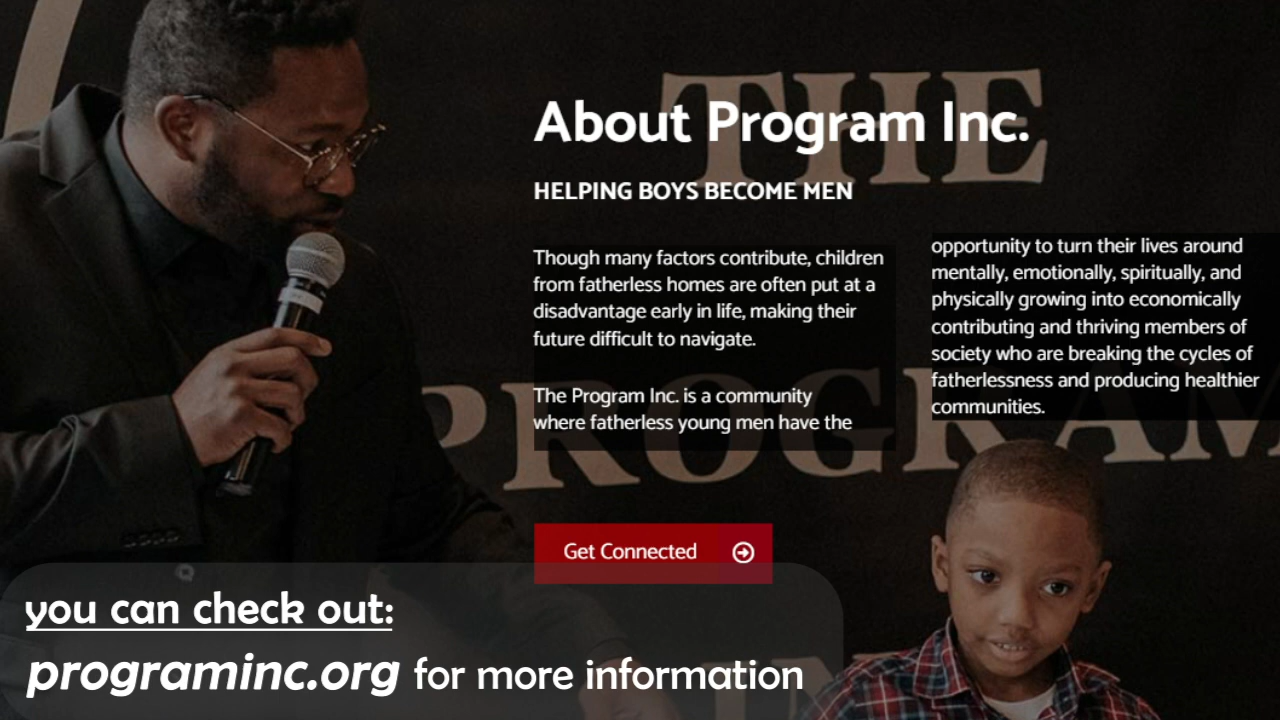 THE
About Program Inc.
HELPING BOYS BECOME MEN
Though many factors contribute, children
from fatherless homes are often put at a
disadvantage early in life, making their
future difficult to navigate.
The Program Inc. is a community
where fatherless young men have the
opportunity to turn their lives around
mentally, emotionally, spiritually, and
physically growing into economically
contributing and thriving members of
society who are breaking the cycles of
fatherlessness and producing healthier
communities.
PROGRAM
Get Connected
you can check out:
programinc.org for more information